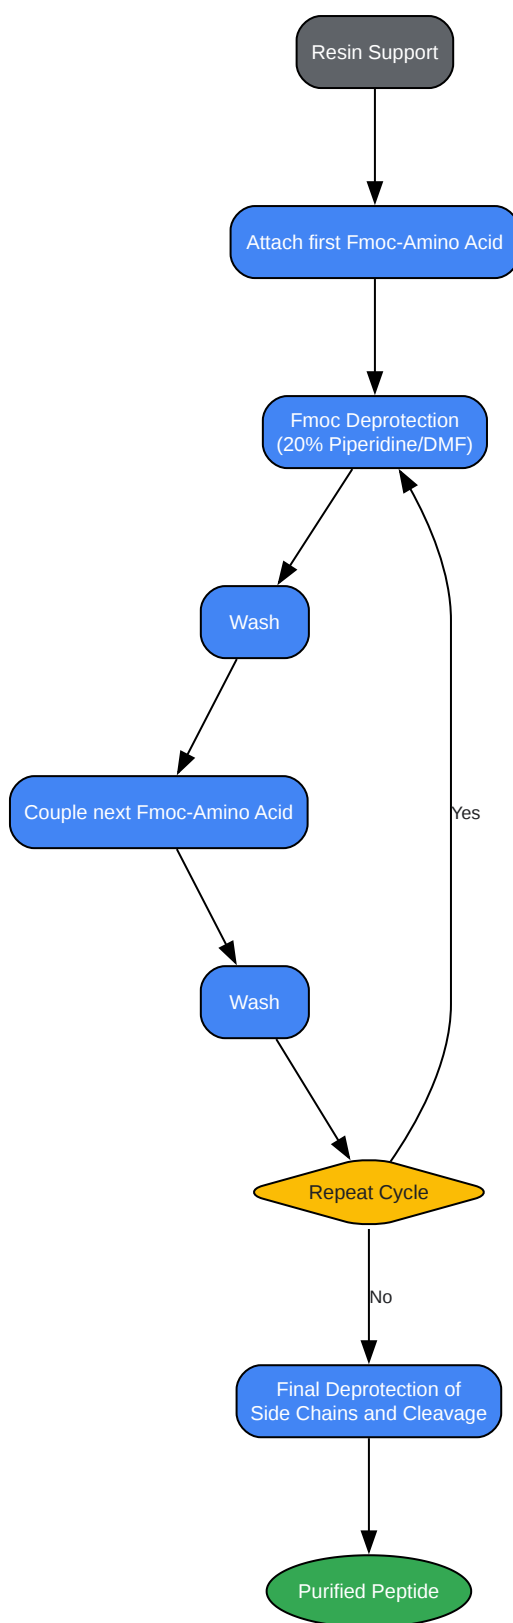 Resin Support
Attach first Fmoc-Amino Acid
Fmoc Deprotection
(20% Piperidine/DMF)
Wash
Couple next Fmoc-Amino Acid
Yes
Wash
Repeat Cycle
No
Final Deprotection of
Side Chains and Cleavage
Purified Peptide